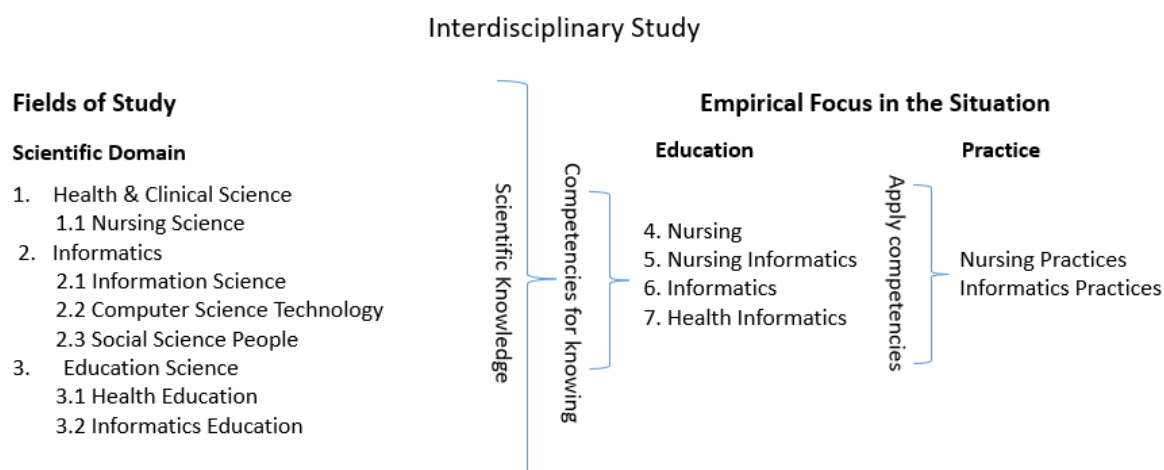 Interdisciplinary Study
Fields of Study
Scientific Domain
1. Health & Clinical Science
1.1 Nursing Science
2. Informatics
2.1 Information Science
2.2 Computer Science Technology
2.3 Social Science People
3. Education Science
3.1 Health Education
3.2 Informatics Education
Scientific Knowledge
Competencies for knowing
Empirical Focus in the Situation
Education
4. Nursing
5. Nursing Informatics
6. Informatics
7. Health Informatics
Apply competencies
Practice
Nursing Practices
Informatics Practices